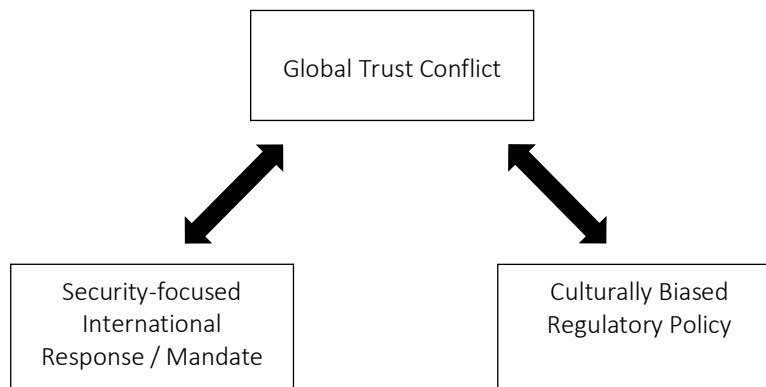 Global Trust Conflict
Security-focused
International
Response / Mandate
Culturally Biased
Regulatory Policy